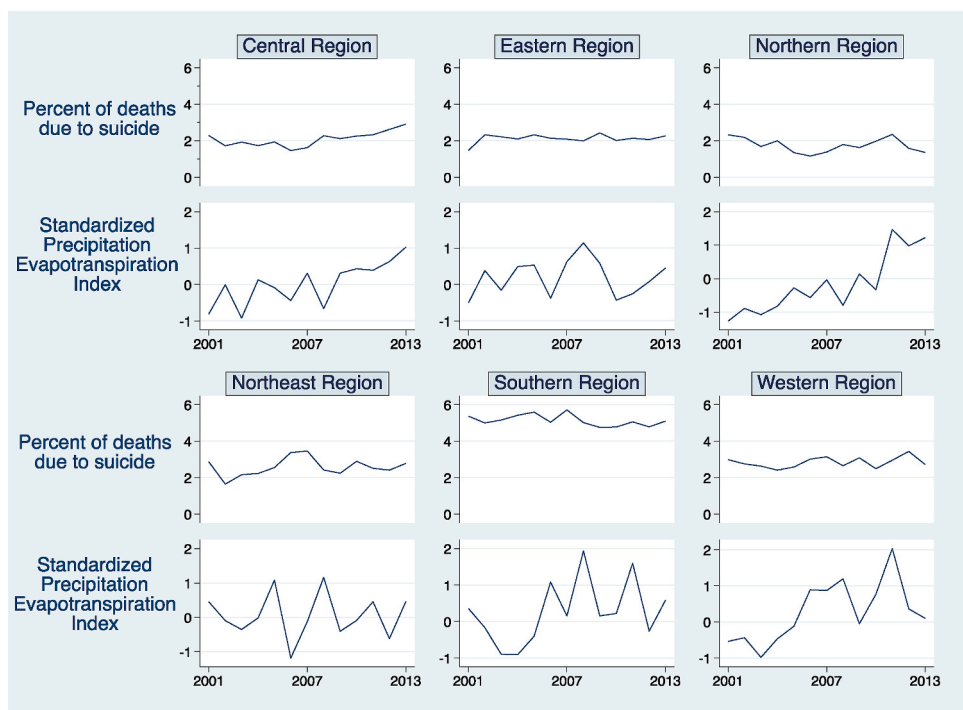 Central Region
Eastern Region
Northern Region
Percent of deaths
due to suicide
6
4
2
0
6
4
2
0
6
4
2
0
Standardized
Precipitation
Evapotranspiration
Index
2
1
0
-1
2
1
0
-1
2
1
0
-1
2001 2007 2013
2001 2007 2013
2001 2007 2013
Northeast Region
Southern Region
Western Region
Percent of deaths
due to suicide
6
4
2
0
6
4
2
0
6
4
2
0
Standardized
Precipitation
Evapotranspiration
Index
2
1
0
-1
2
1
0
-1
2
1
0
-1
2001 2007 2013
2001 2007 2013
2001 2007 2013